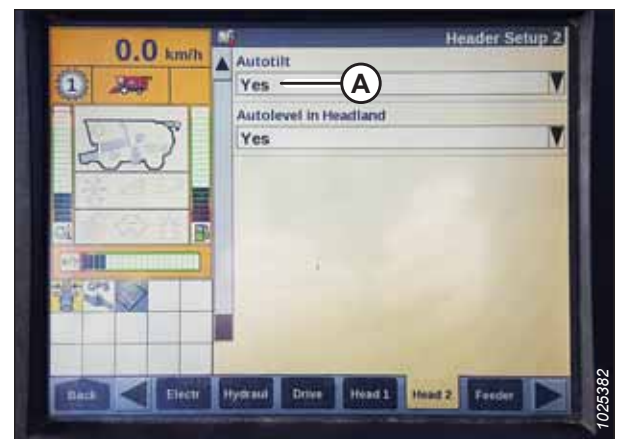 Header Setup 2
0.0 km/h
Autotilt
Yes
A
1
Autolevel in Headland
Yes
GPS
Back
Electr
Hydraul
Drive
Head 1
Head 2
Feeder
1025382